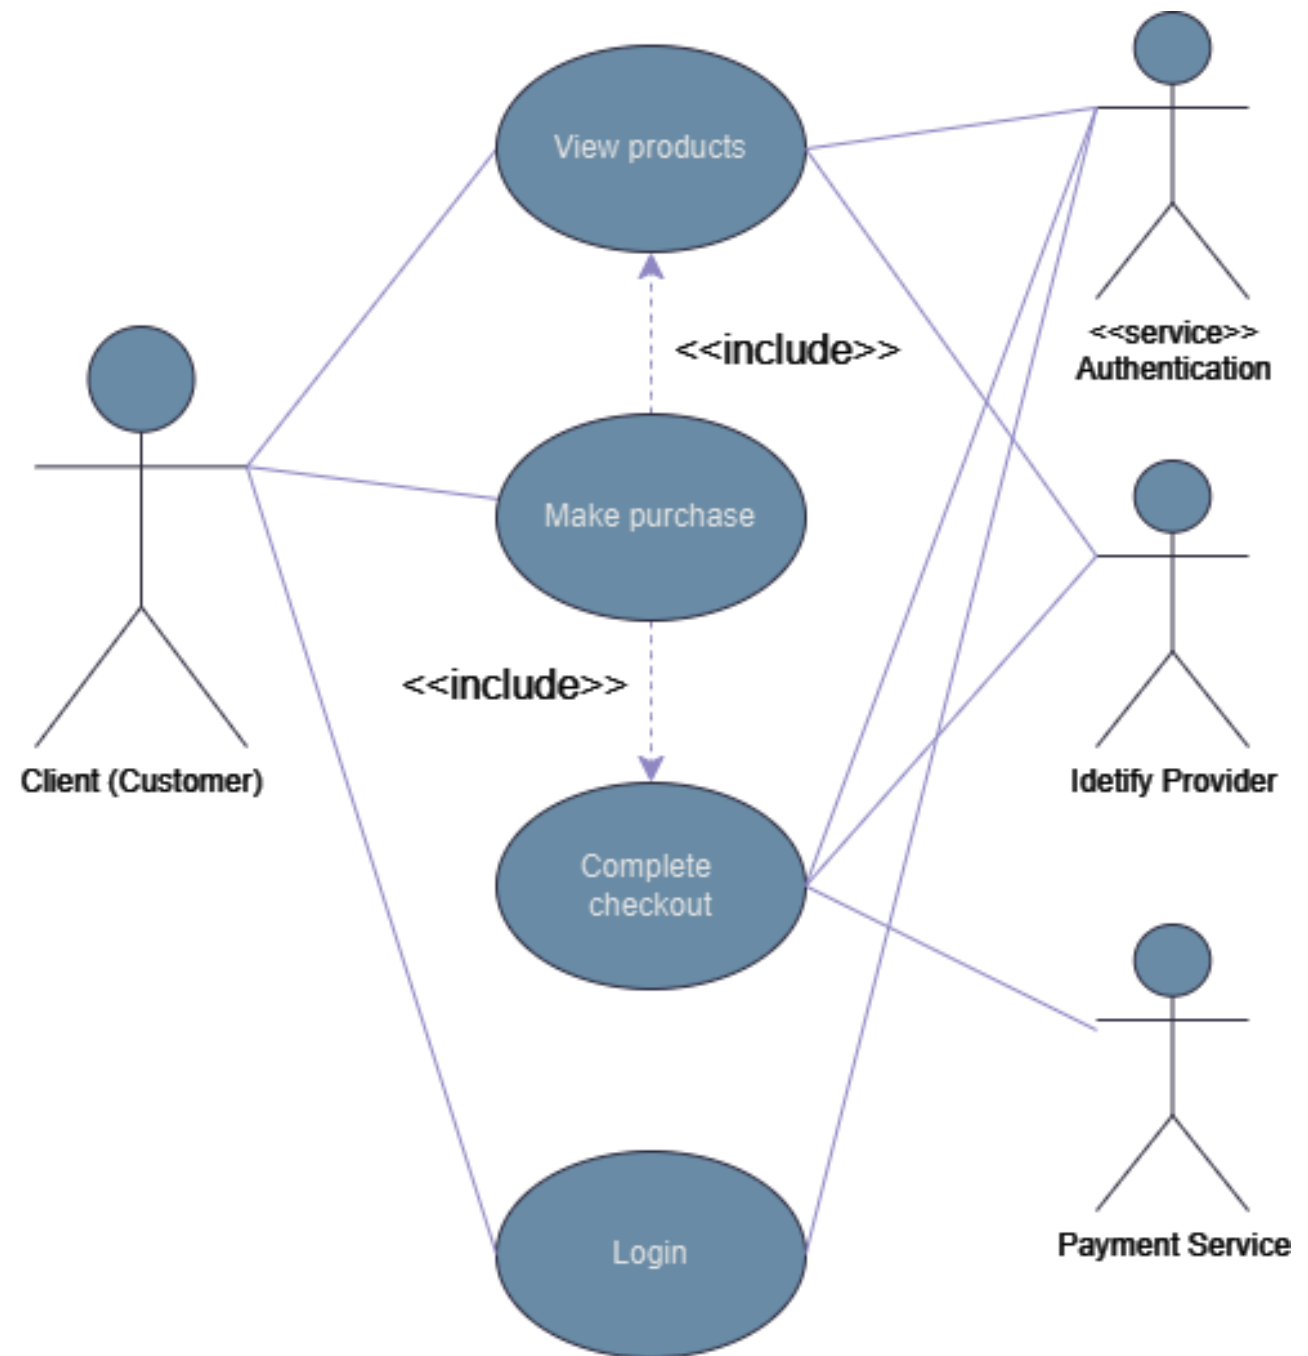 View products
<<service>>
Authentication
<<include>>
Make purchase
<<include>>
Client (Customer)
Idetify Provider
Complete
checkout
Login
Payment Service